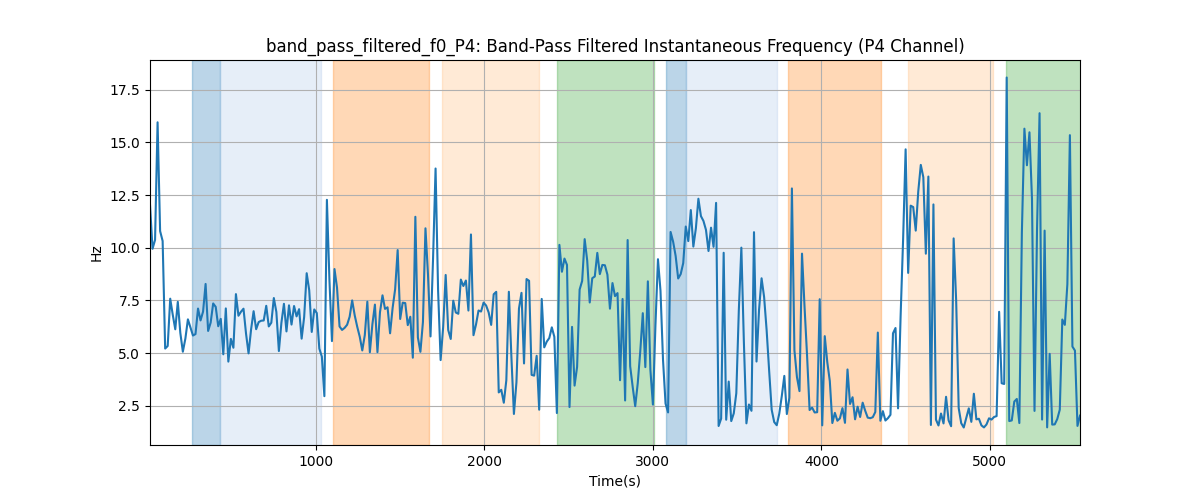 band_pass_filtered_f0_P4: Band-Pass Filtered Instantaneous Frequency (P4 Channel)
17.5
15.0
12.5
10.0
7.5
5.0
2.5
Hz
1000 2000 3000 4000 5000
Time(s)